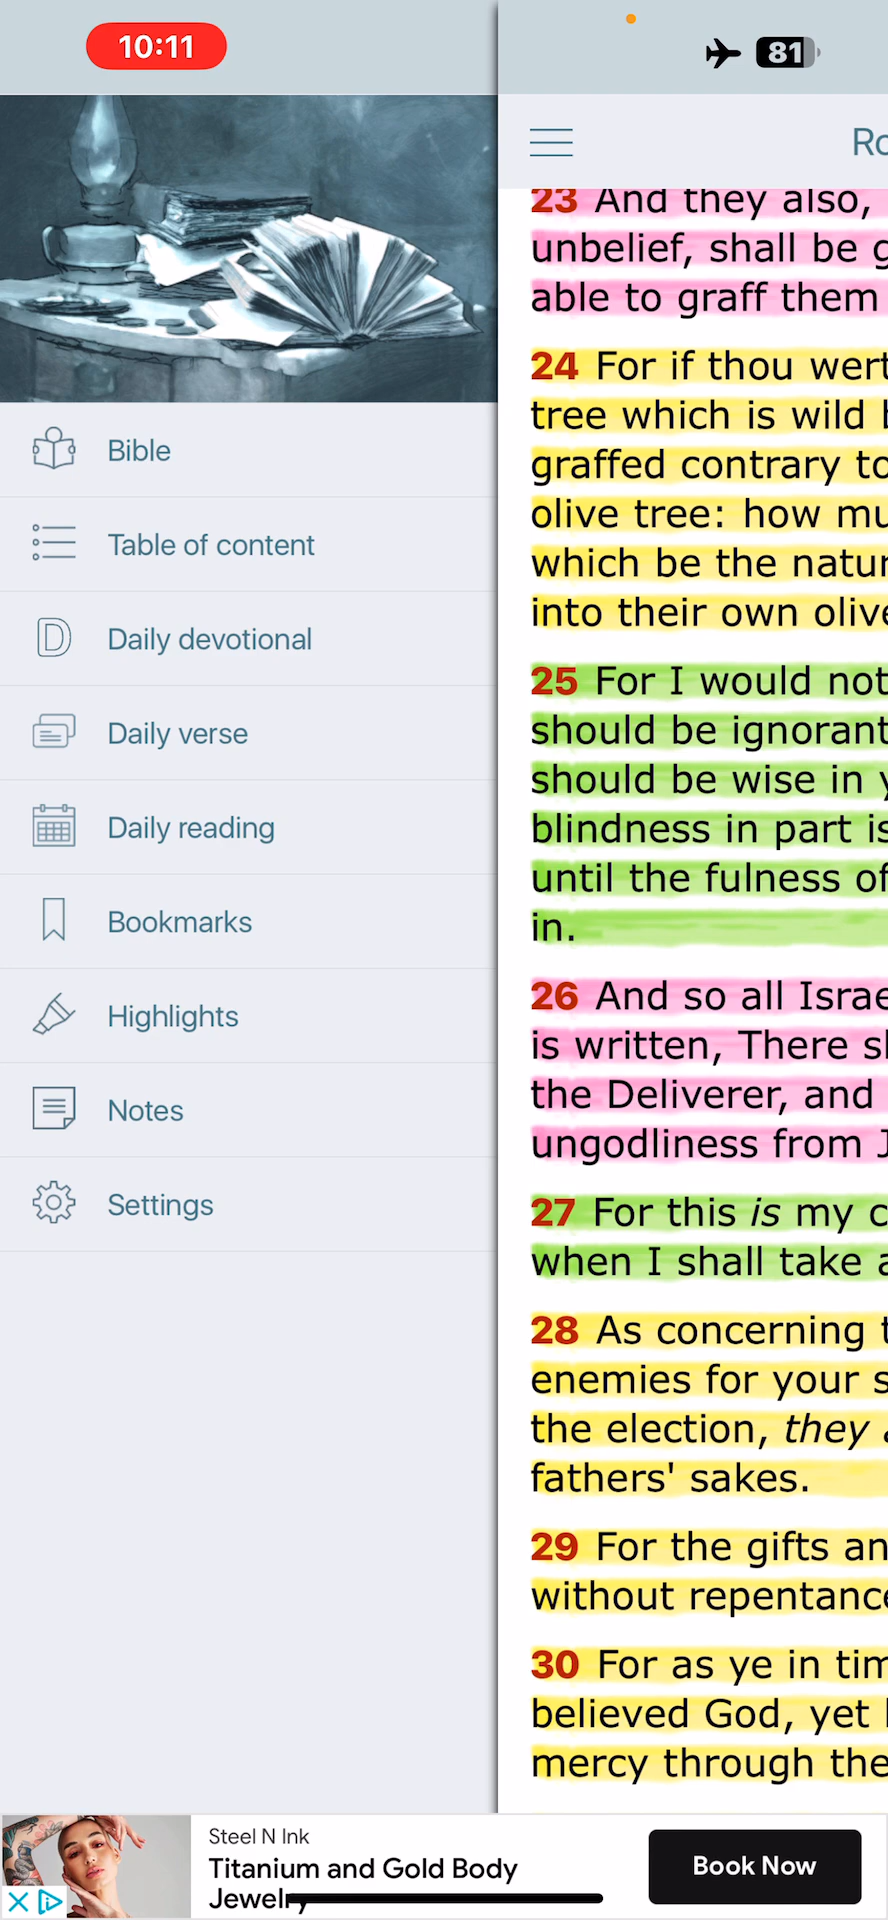 10:11
81
Bible
Table of content
Daily devotional
Daily verse
Daily reading
Bookmarks
Highlights
Notes
Settings
Ro
23 And they also,
unbelief, shall be g
able to graff them
24 For if thou wert
tree which is wild b
graffed contrary to
olive tree: how mu
which be the natur
into their own olive
25 For I would not
should be ignorant
should be wise in y
blindness in part is
until the fulness of
in.
26 And so all Israe
is written, There sh
the Deliverer, and
ungodliness from J
27 For this is my c
when I shall take a
28 As concerning t
enemies for your s
the election, they a
fathers' sakes.
29 For the gifts an
without repentance
30 For as ye in tim
believed God, yet h
mercy through the
Steel N Ink
Titanium and Gold Body
Jewelry
Book Now